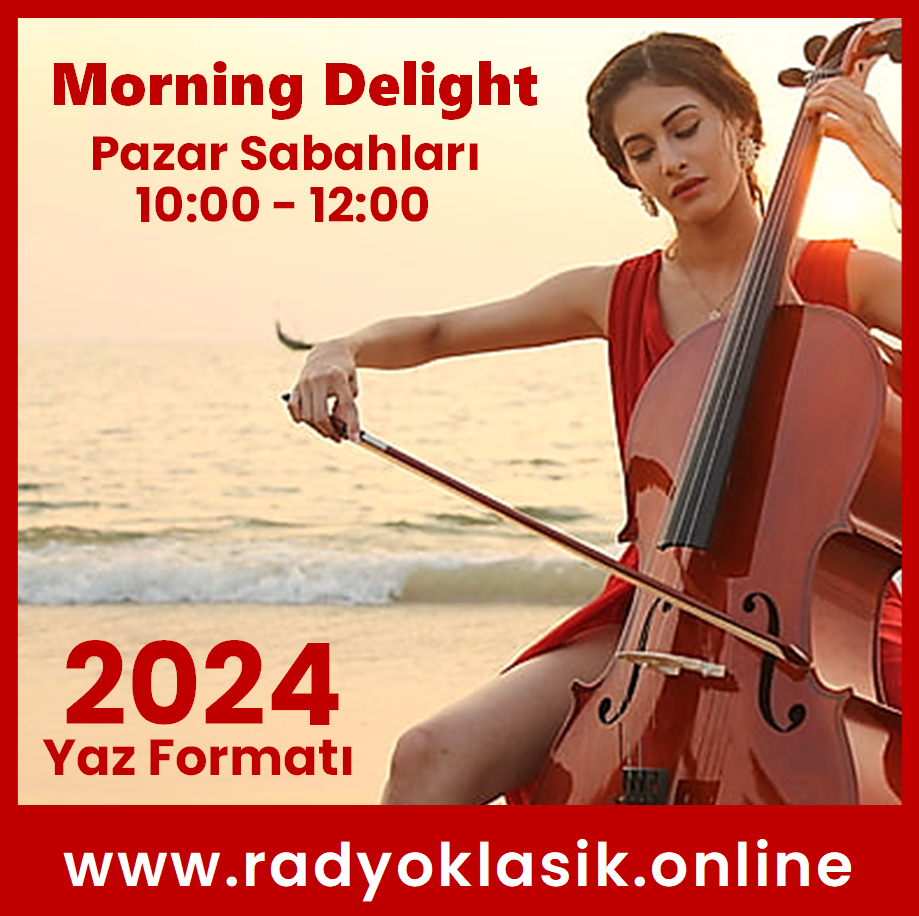 Morning Delight
Pazar Sabahları
10:00 - 12:00
2024
Yaz Formatı
www.radyoklasik.online